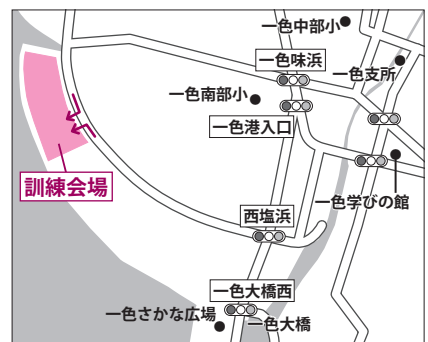 一色中部小
一色味浜
一色支所
一色南部小
一色港入口
訓練会場
一色学びの館
西塩浜
一色大橋西
一色さかな広場
一色大橋